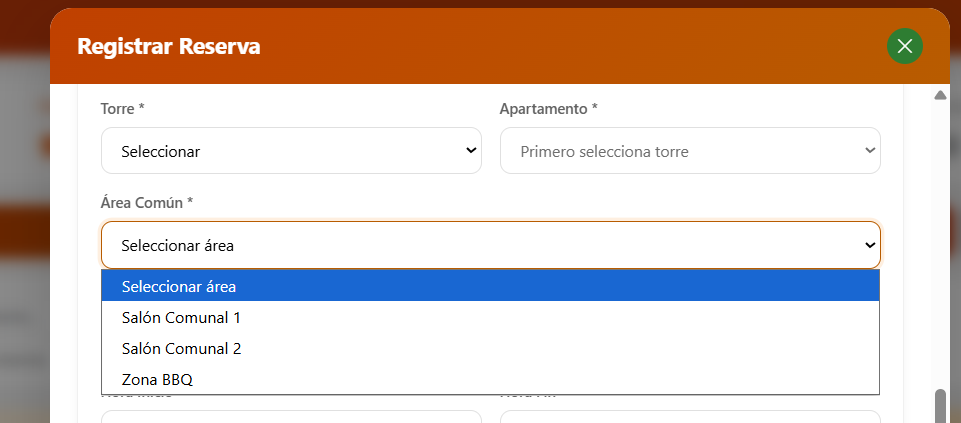 Registrar Reserva
Torre *
Apartamento *
Seleccionar
Primero selecciona torre
Área Común *
Seleccionar área
Seleccionar área
Salón Comunal 1
Salón Comunal 2
Zona BBQ